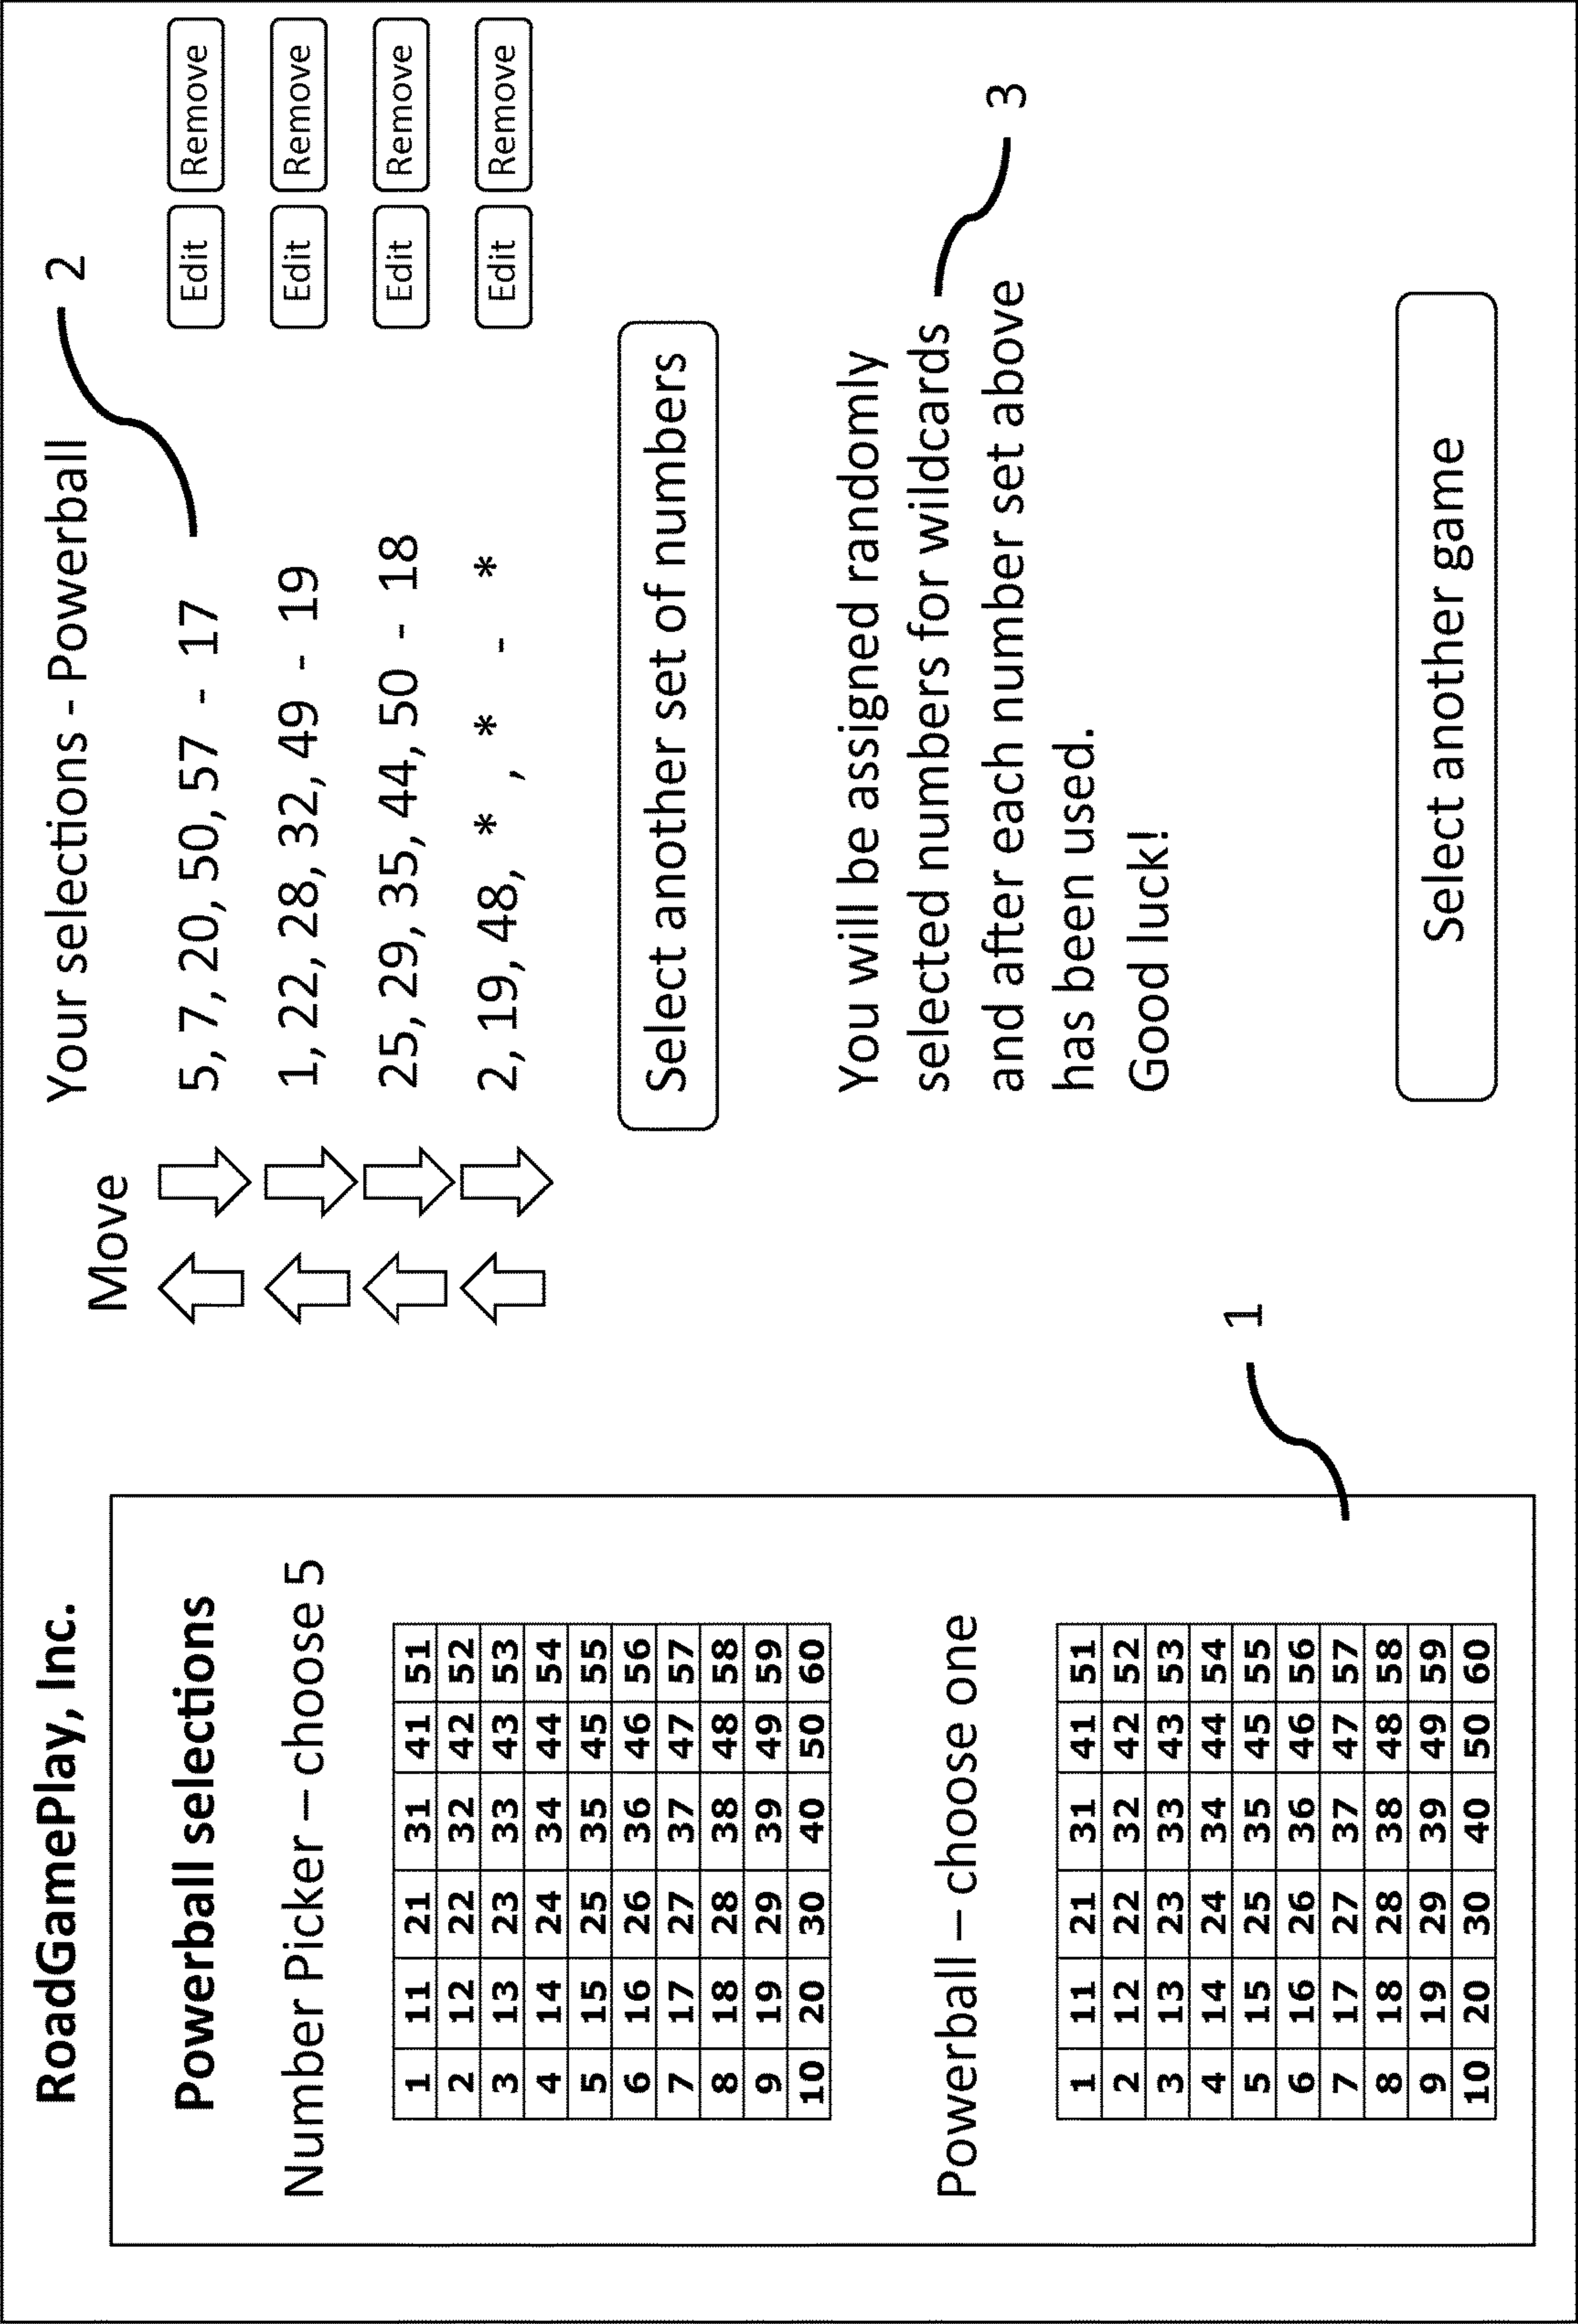 RoadGamePlay, Inc.
Powerball selections
Number Picker – choose 5
1 11 21 31 41 51
2 12 22 32 42 52
3 13 23 33 43 53
4 14 24 34 44 54
5 15 25 35 45 55
6 16 26 36 46 56
7 17 27 37 47 57
8 18 28 38 48 58
9 19 29 39 49 59
10 20 30 40 50 60
Powerball – choose one
1 11 21 31 41 51
2 12 22 32 42 52
3 13 23 33 43 53
4 14 24 34 44 54
5 15 25 35 45 55
6 16 26 36 46 56
7 17 27 37 47 57
8 18 28 38 48 58
9 19 29 39 49 59
10 20 30 40 50 60
1
Move
Your selections - Powerball
2
5, 7, 20, 50, 57 - 17 Edit Remove
1, 22, 28, 32, 49 - 19 Edit Remove
25, 29, 35, 44, 50 - 18 Edit Remove
2, 19, 48, * , * - * Edit Remove
Select another set of numbers
You will be assigned randomly
selected numbers for wildcards
3
and after each number set above
has been used.
Good luck!
Select another game